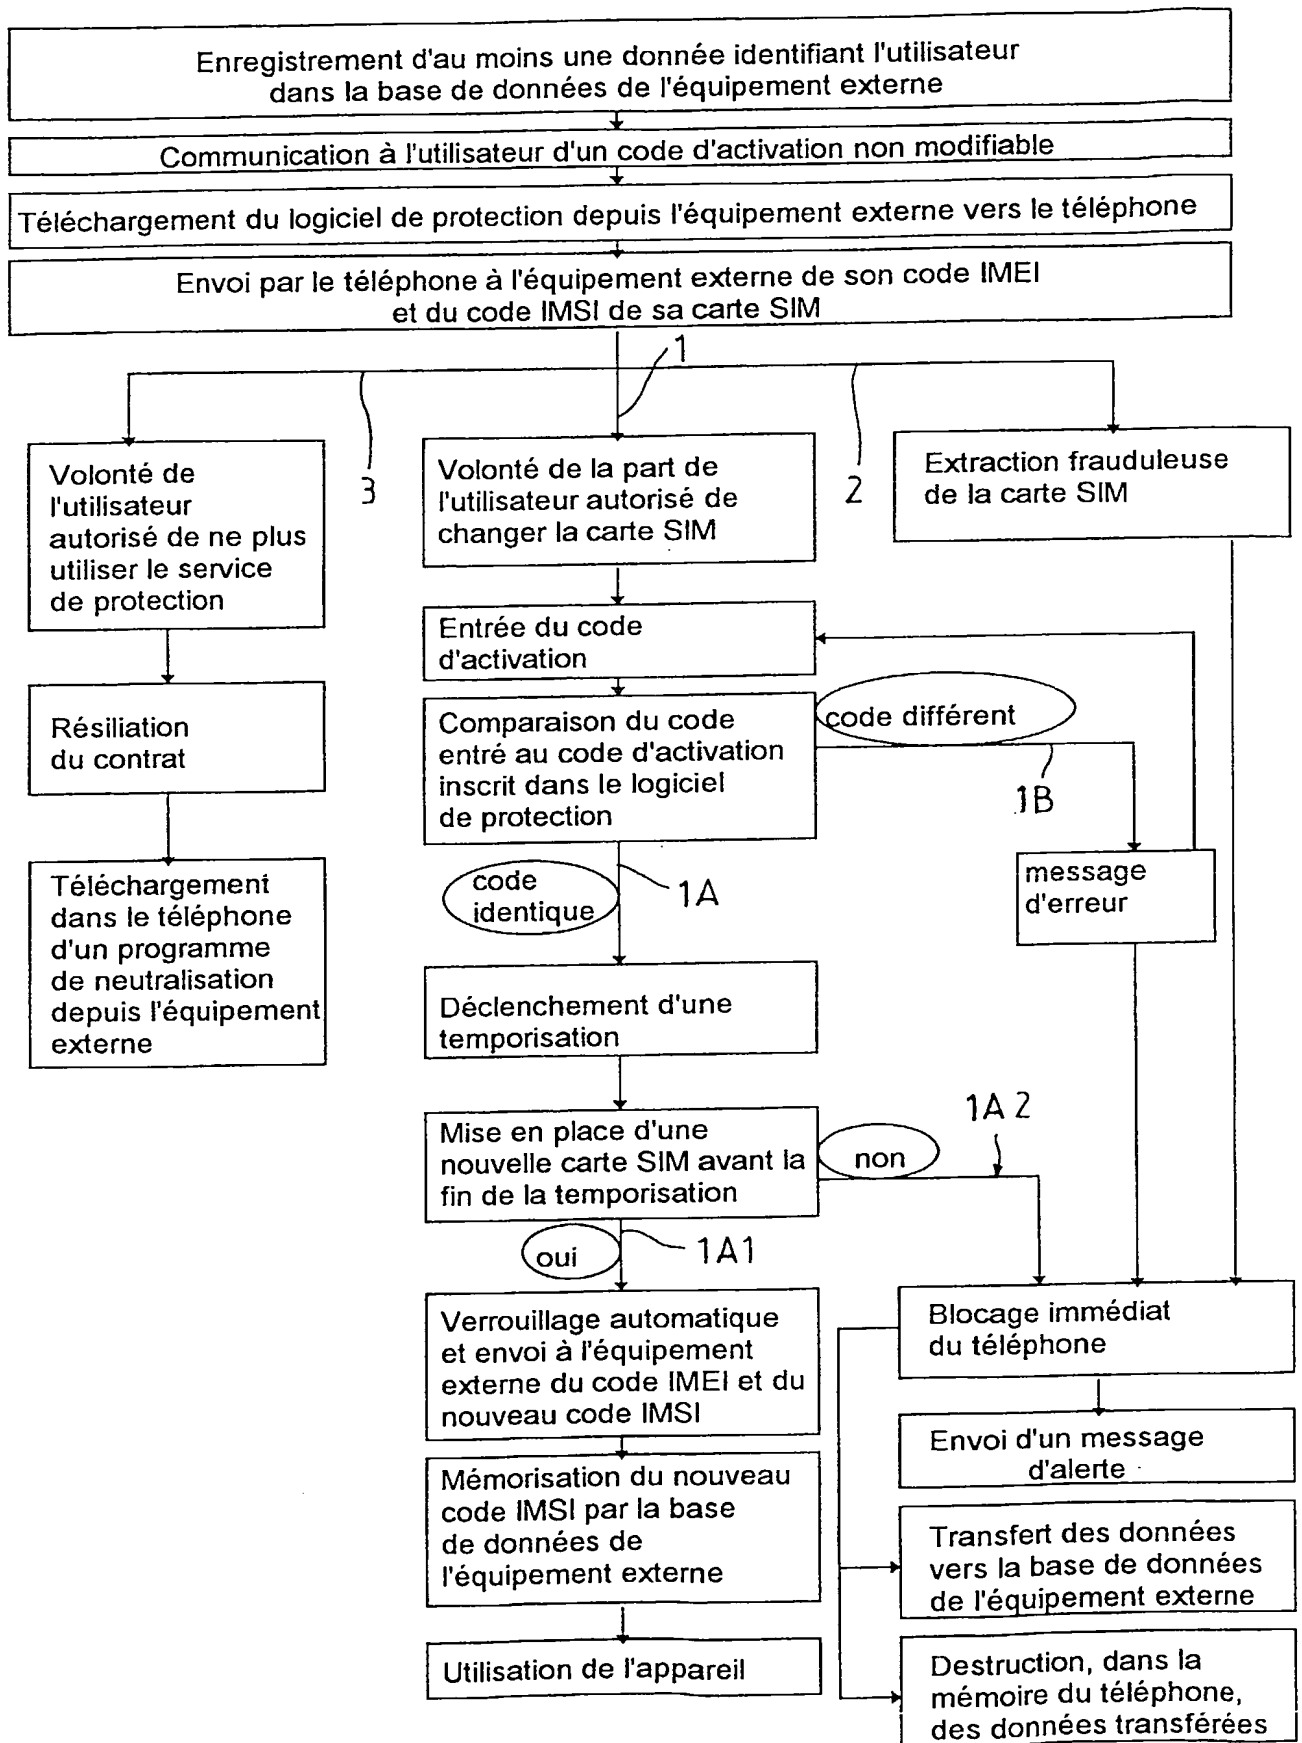 Enregistrement d'au moins une donnée identifiant l'utilisateur
dans la base de données de l'équipement externe
Communication à l'utilisateur d'un code d'activation non modifiable
Téléchargement du logiciel de protection depuis l'équipement externe vers le téléphone
Envoi par le téléphone à l'équipement externe de son code IMEI
et du code IMSI de sa carte SIM
1
3
2
Volonté de
l'utilisateur
autorisé de ne plus
utiliser le service
de protection
Résiliation
du contrat
Téléchargement
dans le téléphone
d'un programme
de neutralisation
depuis l'équipement
externe
Volonté de la part de
l'utilisateur autorisé de
changer la carte SIM
Entrée du code
d'activation
Comparaison du code
entré au code d'activation
inscrit dans le logiciel
de protection
code différent
1B
code
identique
1A
message
d'erreur
Déclenchement d'une
temporisation
Mise en place d'une
nouvelle carte SIM avant la
fin de la temporisation
non
1A2
oui
1A1
Verrouillage automatique
et envoi à l'équipement
externe du code IMEI et du
nouveau code IMSI
Mémorisation du nouveau
code IMSI par la base
de données de
l'équipement externe
Utilisation de l'appareil
Extraction frauduleuse
de la carte SIM
Blocage immédiat
du téléphone
Envoi d'un message
d'alerte
Transfert des données
vers la base de données
de l'équipement externe
Destruction, dans la
mémoire du téléphone,
des données transférées